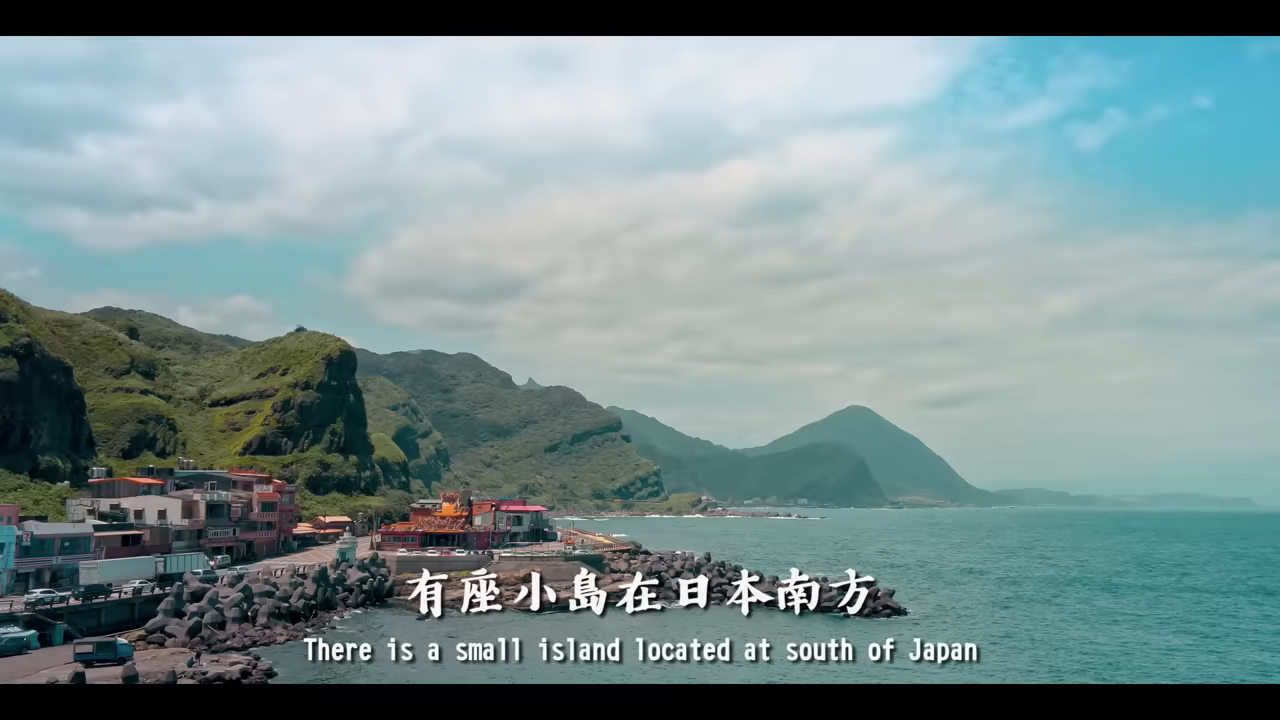 有座小島在日本南方
There is a small island located at south of Japan